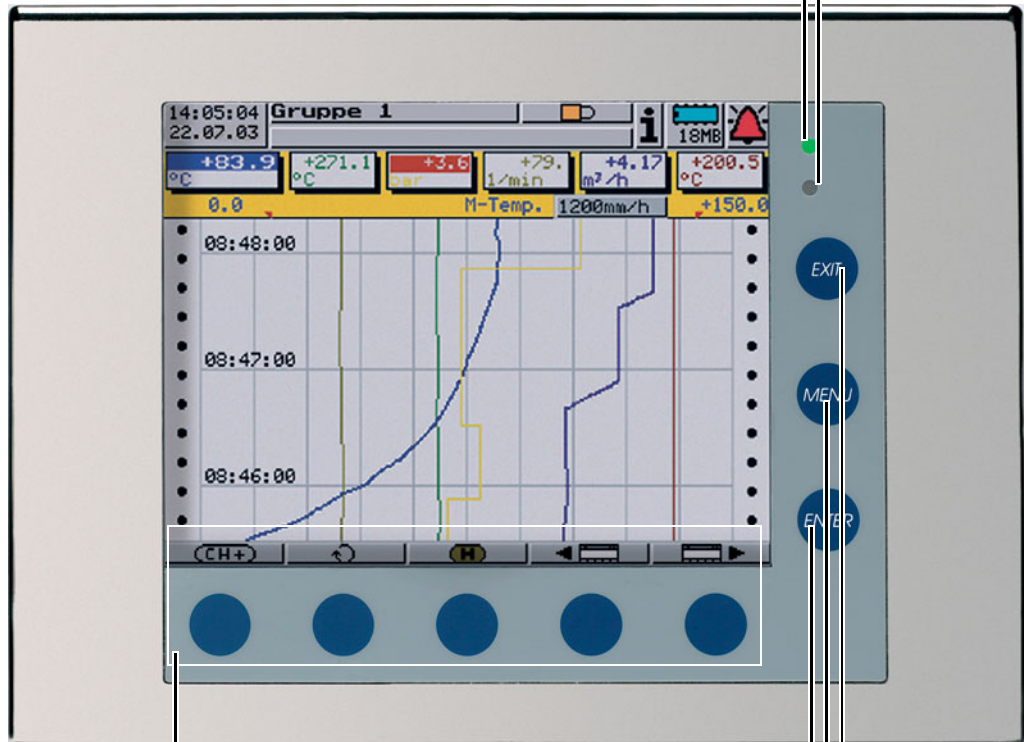 14:05:04 Gruppe 1
22.07.03
i
18MB
+83.9 +271.1 +3.6 +79. +4.17 +200.5
°C °C bar l/min m³/h °C
0.0 M-Temp. 1200mm/h +150.0
08:48:00
08:47:00
08:46:00
(CH+) H
EXIT
MENU
ENTER